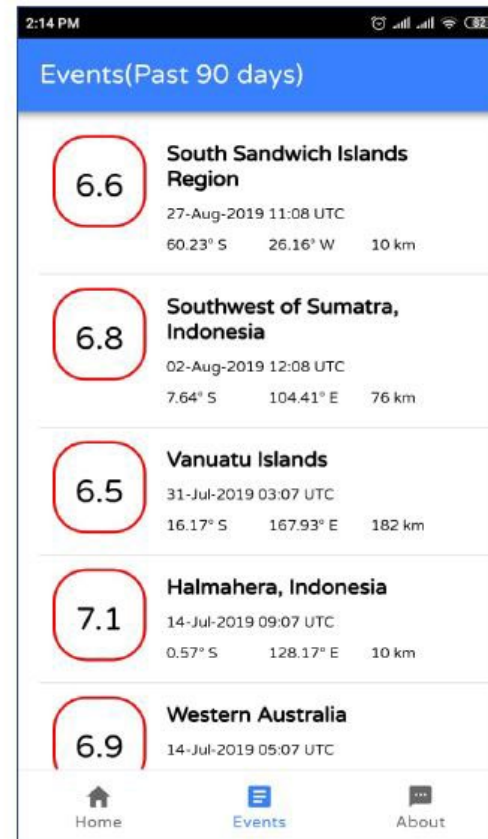 2:14 PM 82
Events(Past 90 days)
6.6
South Sandwich Islands
Region
27-Aug-2019 11:08 UTC
60.23° S 26.16° W 10 km
6.8
Southwest of Sumatra,
Indonesia
02-Aug-2019 12:08 UTC
7.64° S 104.41° E 76 km
6.5
Vanuatu Islands
31-Jul-2019 03:07 UTC
16.17° S 167.93° E 182 km
7.1
Halmahera, Indonesia
14-Jul-2019 09:07 UTC
0.57° S 128.17° E 10 km
6.9
Western Australia
14-Jul-2019 05:07 UTC
Home Events About